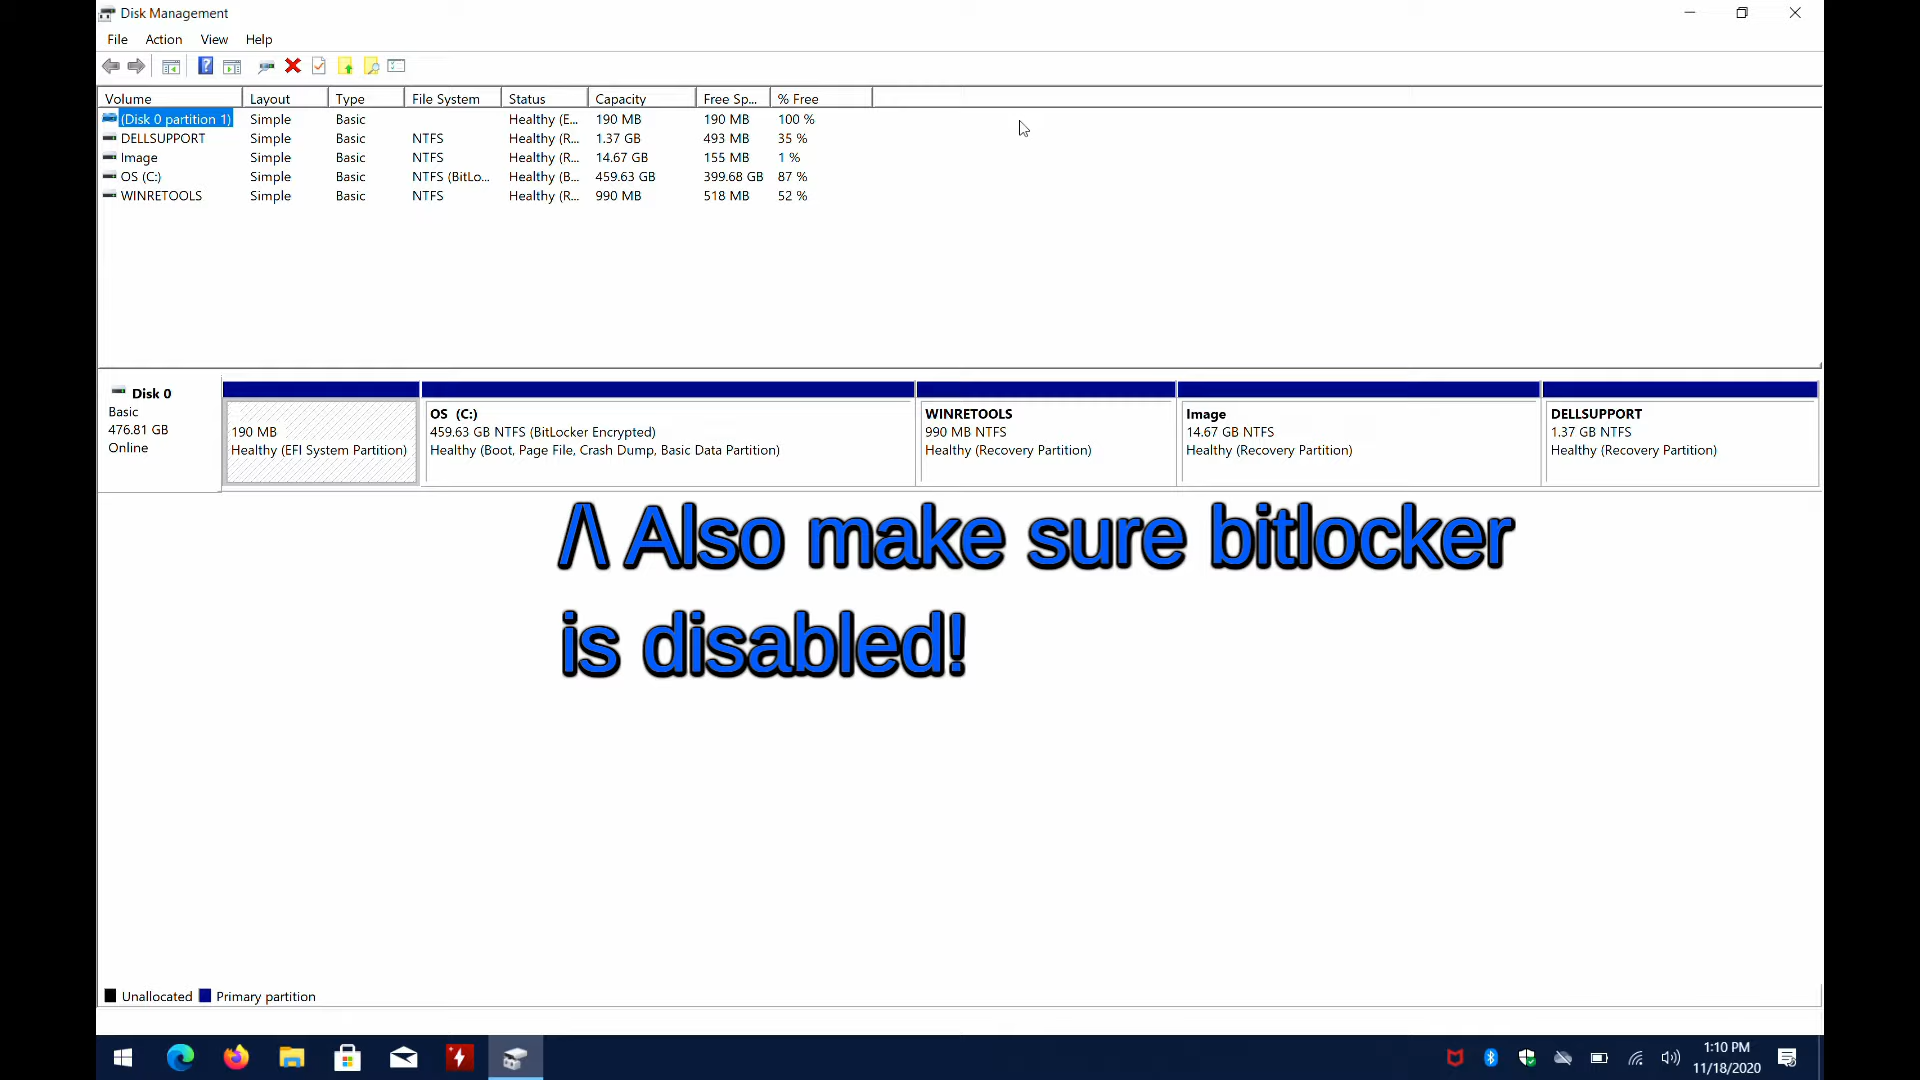 Disk Management
File Action View Help
Volume Layout Type File System Status Capacity Free Sp... % Free
(Disk 0 partition 1) Simple Basic Healthy (E... 190 MB 190 MB 100 %
DELLSUPPORT Simple Basic NTFS Healthy (R... 1.37 GB 493 MB 35 %
Image Simple Basic NTFS Healthy (R... 14.67 GB 155 MB 1 %
OS (C:) Simple Basic NTFS (BitLo... Healthy (B... 459.63 GB 399.68 GB 87 %
WINRETOOLS Simple Basic NTFS Healthy (R... 990 MB 518 MB 52 %
Disk 0
Basic
476.81 GB
Online
190 MB
Healthy (EFI System Partition)
OS (C:)
459.63 GB NTFS (BitLocker Encrypted)
Healthy (Boot, Page File, Crash Dump, Basic Data Partition)
WINRETOOLS
990 MB NTFS
Healthy (Recovery Partition)
Image
14.67 GB NTFS
Healthy (Recovery Partition)
DELLSUPPORT
1.37 GB NTFS
Healthy (Recovery Partition)
/\ Also make sure bitlocker
is disabled!
Unallocated Primary partition
1:10 PM
11/18/2020